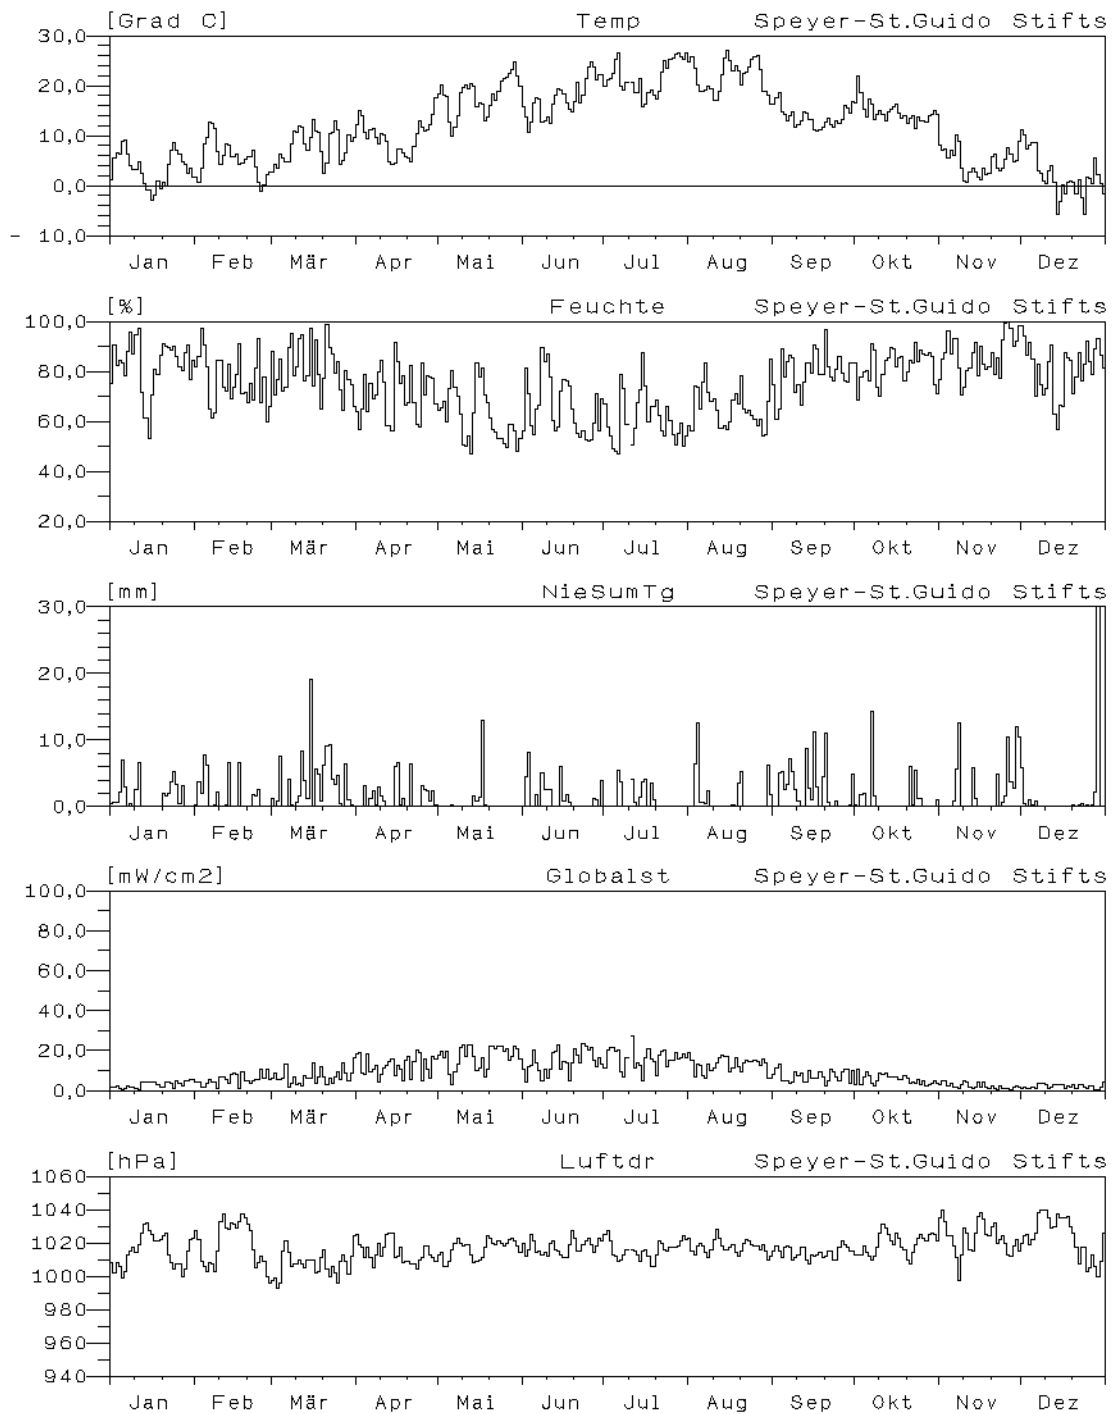 [Grad C] Temp Speyer-St.Guido Stifts
30,0
20,0
10,0
0,0
- 10,0
Jan Feb Mär Apr Mai Jun Jul Aug Sep Okt Nov Dez
[%] Feuchte Speyer-St.Guido Stifts
100,0
80,0
60,0
40,0
20,0
Jan Feb Mär Apr Mai Jun Jul Aug Sep Okt Nov Dez
[mm] NieSumTg Speyer-St.Guido Stifts
30,0
20,0
10,0
0,0
Jan Feb Mär Apr Mai Jun Jul Aug Sep Okt Nov Dez
[mW/cm2] Globalst Speyer-St.Guido Stifts
100,0
80,0
60,0
40,0
20,0
0,0
Jan Feb Mär Apr Mai Jun Jul Aug Sep Okt Nov Dez
[hPa] Luftdr Speyer-St.Guido Stifts
1060
1040
1020
1000
980
960
940
Jan Feb Mär Apr Mai Jun Jul Aug Sep Okt Nov Dez